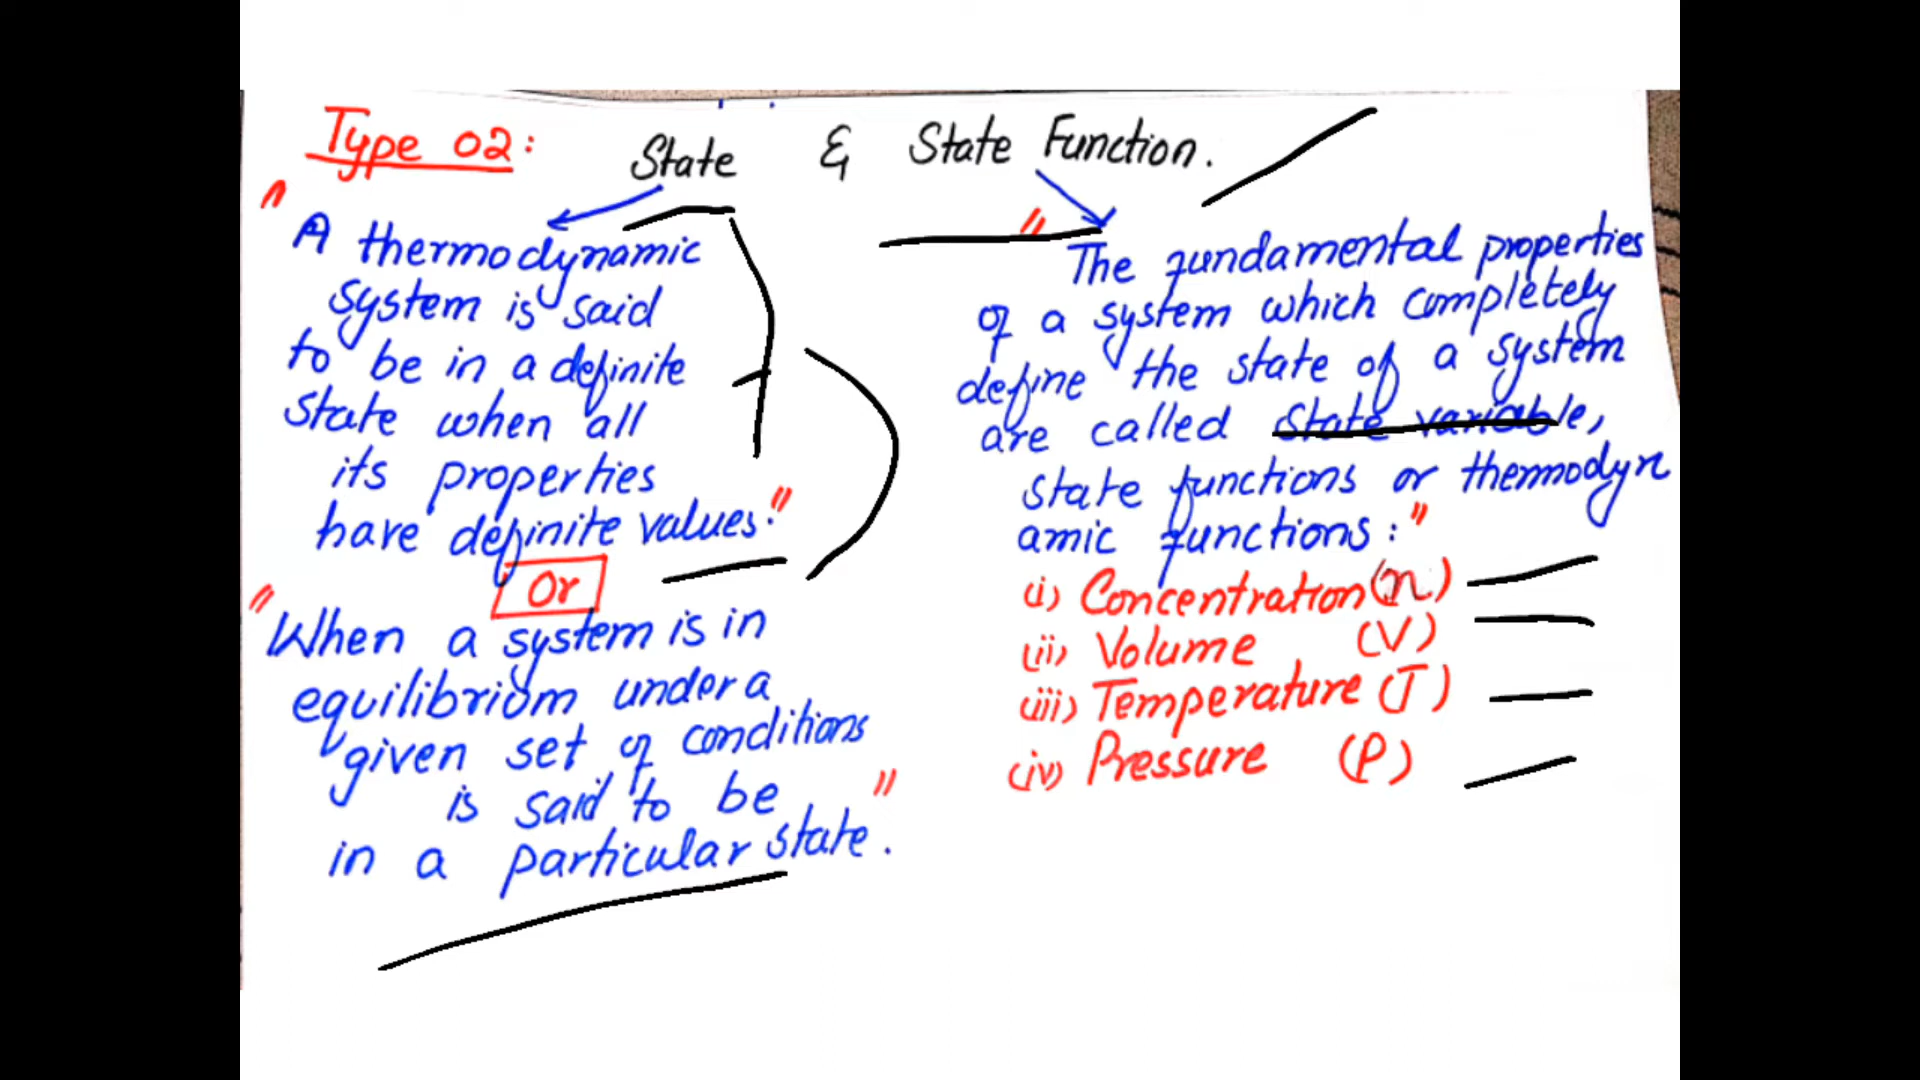 Type 02:
State & State Function.
"A thermodynamic
system is said
to be in a definite
state when all
its properties
have definite values."
Or
"When a system is in
equilibriom under a
given set of conditions
is said to be
in a particular state."
"The fundamental properties
of a system which completely
define the state of a system
are called state variable,
state functions or thermodyn
amic functions:"
(i) Concentration (n)
(ii) Volume (V)
(iii) Temperature (T)
(iv) Pressure (P)